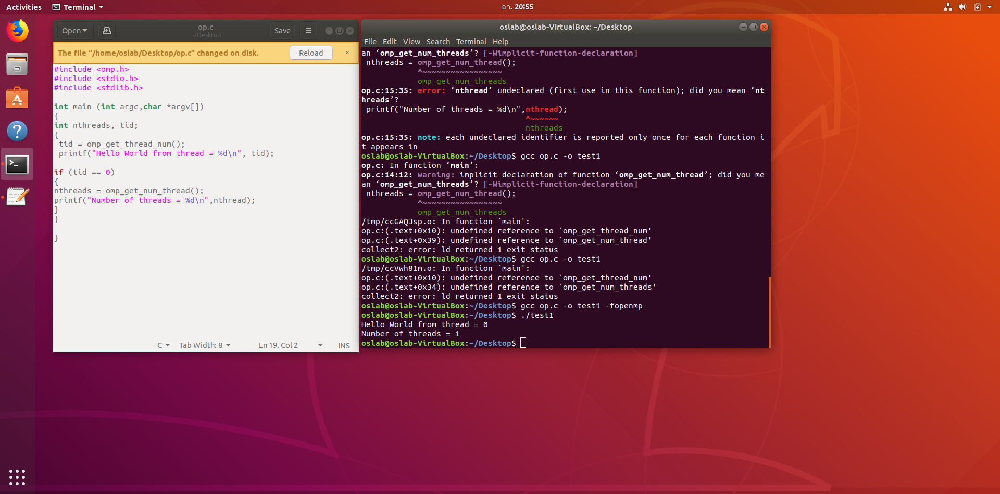 Activities
Terminal
อา. 20:55
Open
op.c
~/Desktop
Save
The file “/home/oslab/Desktop/op.c” changed on disk.
Reload
×
#include <omp.h>
#include <stdio.h>
#include <stdlib.h>
int main (int argc,char *argv[])
{
int nthreads, tid;
{
tid = omp_get_thread_num();
printf("Hello World from thread = %d\n", tid);
if (tid == 0)
{
nthreads = omp_get_num_thread();
printf("Number of threads = %d\n",nthread);
}
}
}
C
Tab Width: 8
Ln 19, Col 2
INS
oslab@oslab-VirtualBox: ~/Desktop
File Edit View Search Terminal Help
an ‘omp_get_num_threads’? [-Wimplicit-function-declaration]
nthreads = omp_get_num_thread();
^~~~~~~~~~~~~~~~~~
omp_get_num_threads
op.c:15:35: error: ‘nthread’ undeclared (first use in this function); did you mean ‘nt
hreads’?
printf("Number of threads = %d\n",nthread);
^~~~~~~
nthreads
op.c:15:35: note: each undeclared identifier is reported only once for each function i
t appears in
oslab@oslab-VirtualBox:~/Desktop$ gcc op.c -o test1
op.c: In function ‘main’:
op.c:14:12: warning: implicit declaration of function ‘omp_get_num_thread’; did you me
an ‘omp_get_num_threads’? [-Wimplicit-function-declaration]
nthreads = omp_get_num_thread();
^~~~~~~~~~~~~~~~~~
omp_get_num_threads
/tmp/ccGAQJsp.o: In function `main':
op.c:(.text+0x10): undefined reference to `omp_get_thread_num'
op.c:(.text+0x39): undefined reference to `omp_get_num_thread'
collect2: error: ld returned 1 exit status
oslab@oslab-VirtualBox:~/Desktop$ gcc op.c -o test1
/tmp/ccVwh81m.o: In function `main':
op.c:(.text+0x10): undefined reference to `omp_get_thread_num'
op.c:(.text+0x34): undefined reference to `omp_get_num_threads'
collect2: error: ld returned 1 exit status
oslab@oslab-VirtualBox:~/Desktop$ gcc op.c -o test1 -fopenmp
oslab@oslab-VirtualBox:~/Desktop$ ./test1
Hello World from thread = 0
Number of threads = 1
oslab@oslab-VirtualBox:~/Desktop$